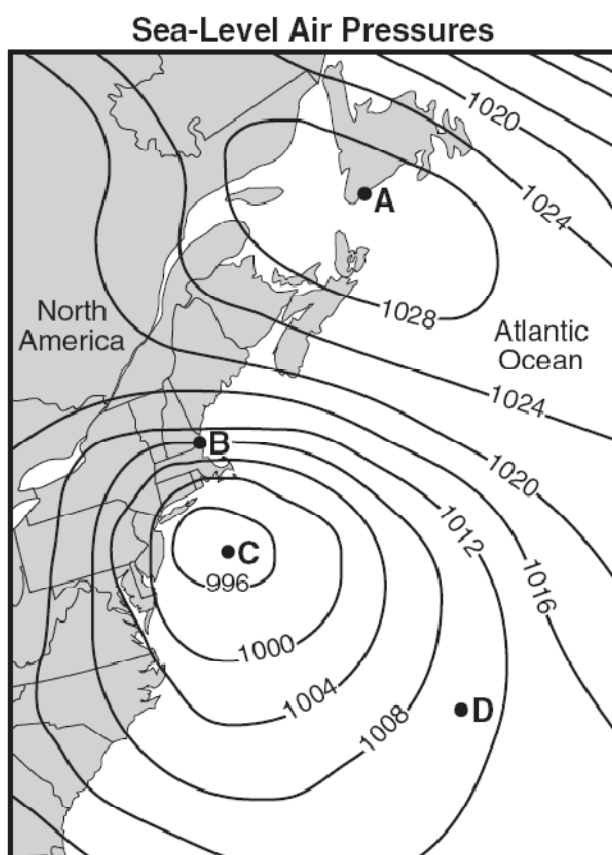 Sea-Level Air Pressures
1020
1024
A
North
America
1028
Atlantic
Ocean
1024
B
1020
1012
C
996
1016
1000
1004
D
1008